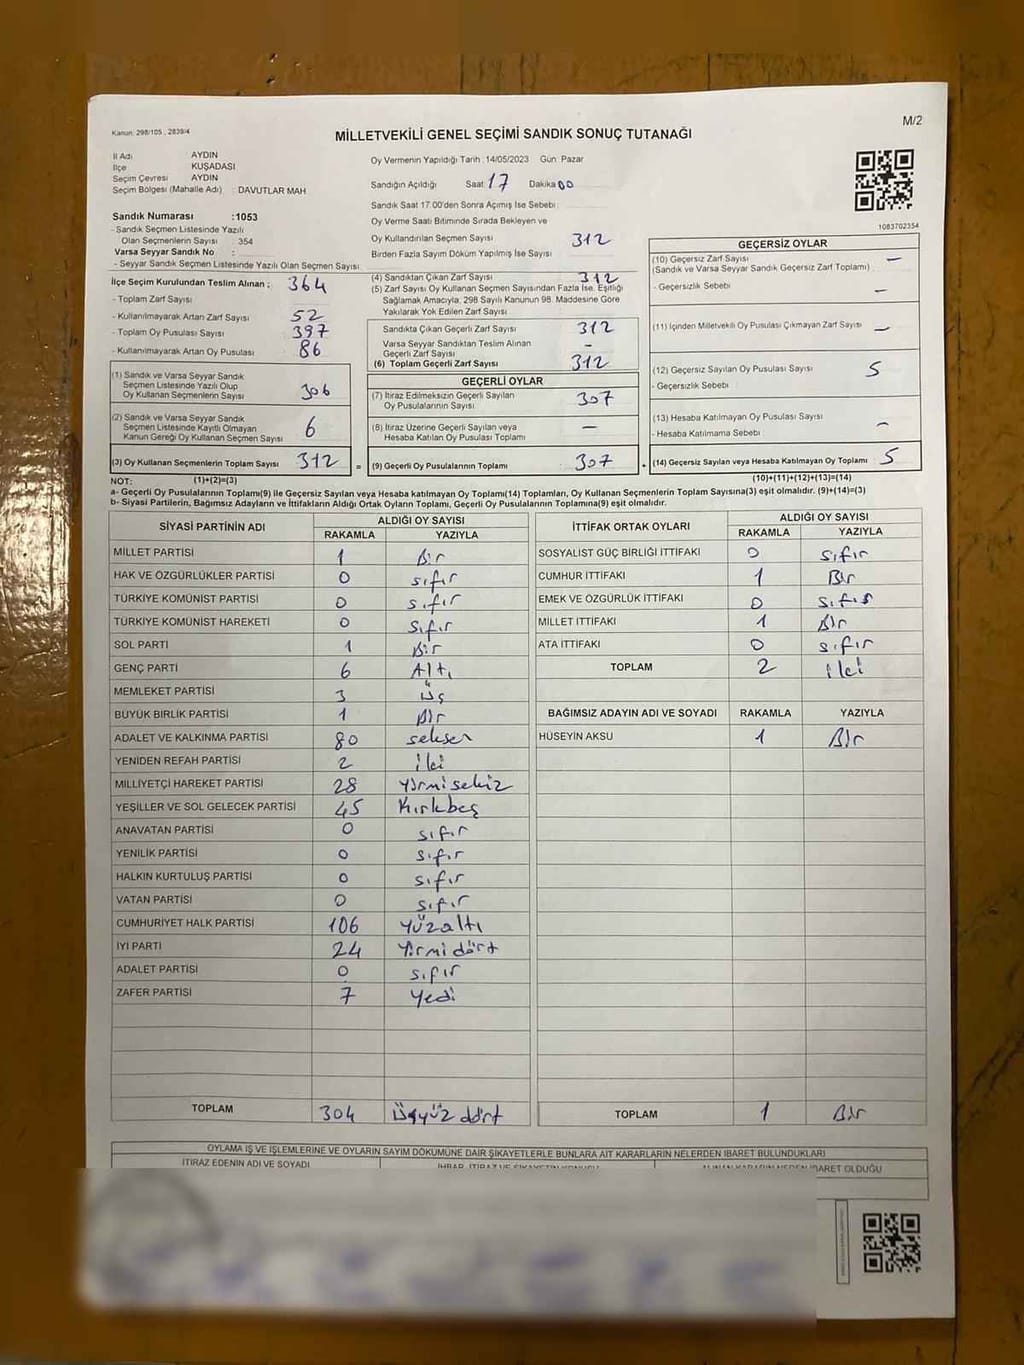 Kanun: 298/105 , 2839/4
M/2
MİLLETVEKİLİ GENEL SEÇİMİ SANDIK SONUÇ TUTANAĞI
İl Adı AYDIN
İlçe KUŞADASI
Seçim Çevresi AYDIN
Seçim Bölgesi (Mahalle Adı) : DAVUTLAR MAH
Sandık Numarası :1053
- Sandık Seçmen Listesinde Yazılı
Olan Seçmenlerin Sayısı : 354
Varsa Seyyar Sandık No :
- Seyyar Sandık Seçmen Listesinde Yazılı Olan Seçmen Sayısı:
Oy Vermenin Yapıldığı Tarih :14/05/2023 Gün: Pazar
Sandığın Açıldığı Saat: 17 Dakika: 00
Sandık Saat 17:00'den Sonra Açımış İse Sebebi:
Oy Verme Saati Bitiminde Sırada Bekleyen ve
Oy Kullandırılan Seçmen Sayısı 312
Birden Fazla Sayım Döküm Yapılmış İse Sayısı
1083702354
İlçe Seçim Kurulundan Teslim Alınan : 364
- Toplam Zarf Sayısı
- Kullanılmayarak Artan Zarf Sayısı 52
- Toplam Oy Pusulası Sayısı 397
- Kullanılmayarak Artan Oy Pusulası 86
(1) Sandık ve Varsa Seyyar Sandık
Seçmen Listesinde Yazılı Olup
Oy Kullanan Seçmenlerin Sayısı 306
(2) Sandık ve Varsa Seyyar Sandık
Seçmen Listesinde Kayıtlı Olmayan
Kanun Gereği Oy Kullanan Seçmen Sayısı 6
(3) Oy Kullanan Seçmenlerin Toplam Sayısı 312 =
(4) Sandıktan Çıkan Zarf Sayısı 312
(5) Zarf Sayısı Oy Kullanan Seçmen Sayısından Fazla İse, Eşitliği
Sağlamak Amacıyla, 298 Sayılı Kanunun 98. Maddesine Göre
Yakılarak Yok Edilen Zarf Sayısı
Sandıkta Çıkan Geçerli Zarf Sayısı 312
Varsa Seyyar Sandıktan Teslim Alınan
Geçerli Zarf Sayısı -
(6) Toplam Geçerli Zarf Sayısı 312
GEÇERLİ OYLAR
(7) İtiraz Edilmeksizin Geçerli Sayılan
Oy Pusulalarının Sayısı 307
(8) İtiraz Üzerine Geçerli Sayılan veya
Hesaba Katılan Oy Pusulası Toplamı -
(9) Geçerli Oy Pusulalarının Toplamı 307 +
GEÇERSİZ OYLAR
(10) Geçersiz Zarf Sayısı -
(Sandık ve Varsa Seyyar Sandık Geçersiz Zarf Toplamı)
- Geçersizlik Sebebi -
(11) İçinden Milletvekili Oy Pusulası Çıkmayan Zarf Sayısı -
(12) Geçersiz Sayılan Oy Pusulası Sayısı 5
- Geçersizlik Sebebi
(13) Hesaba Katılmayan Oy Pusulası Sayısı
- Hesaba Katılmama Sebebi -
(14) Geçersiz Sayılan veya Hesaba Katılmayan Oy Toplamı 5
NOT: (1)+(2)=(3) (10)+(11)+(12)+(13)=(14)
a- Geçerli Oy Pusulalarının Toplamı(9) ile Geçersiz Sayılan veya Hesaba katılmayan Oy Toplamı(14) Toplamları, Oy Kullanan Seçmenlerin Toplam Sayısına(3) eşit olmalıdır. (9)+(14)=(3)
b- Siyasi Partilerin, Bağımsız Adayların ve İttifakların Aldığı Ortak Oyların Toplamı, Geçerli Oy Pusulalarının Toplamına(9) eşit olmalıdır.
SİYASİ PARTİNİN ADI ALDIĞI OY SAYISI
RAKAMLA YAZIYLA
MİLLET PARTİSİ 1 Bir
HAK VE ÖZGÜRLÜKLER PARTİSİ 0 sıfır
TÜRKİYE KOMÜNİST PARTİSİ 0 sıfır
TÜRKİYE KOMÜNİST HAREKETİ 0 sıfır
SOL PARTİ 1 Bir
GENÇ PARTİ 6 Altı
MEMLEKET PARTİSİ 3 üç
BÜYÜK BİRLİK PARTİSİ 1 Bir
ADALET VE KALKINMA PARTİSİ 80 seksen
YENİDEN REFAH PARTİSİ 2 iki
MİLLİYETÇİ HAREKET PARTİSİ 28 Yirmisekiz
YEŞİLLER VE SOL GELECEK PARTİSİ 45 Kırkbeş
ANAVATAN PARTİSİ 0 sıfır
YENİLİK PARTİSİ 0 sıfır
HALKIN KURTULUŞ PARTİSİ 0 sıfır
VATAN PARTİSİ 0 sıfır
CUMHURİYET HALK PARTİSİ 106 Yüzaltı
İYİ PARTİ 24 Yirmidört
ADALET PARTİSİ 0 sıfır
ZAFER PARTİSİ 7 Yedi
TOPLAM 304 Üçyüz dört
İTTİFAK ORTAK OYLARI ALDIĞI OY SAYISI
RAKAMLA YAZIYLA
SOSYALİST GÜÇ BİRLİĞİ İTTİFAKI 0 sıfır
CUMHUR İTTİFAKI 1 Bir
EMEK VE ÖZGÜRLÜK İTTİFAKI 0 sıfır
MİLLET İTTİFAKI 1 Bir
ATA İTTİFAKI 0 sıfır
TOPLAM 2 iki
BAĞIMSIZ ADAYIN ADI VE SOYADI RAKAMLA YAZIYLA
HÜSEYİN AKSU 1 Bir
TOPLAM 1 Bir
OYLAMA İŞ VE İŞLEMLERİNE VE OYLARIN SAYIM DÖKÜMÜNE DAİR ŞİKAYETLERLE BUNLARA AİT KARARLARIN NELERDEN İBARET BULUNDUKLARI
İTİRAZ EDENİN ADI VE SOYADI